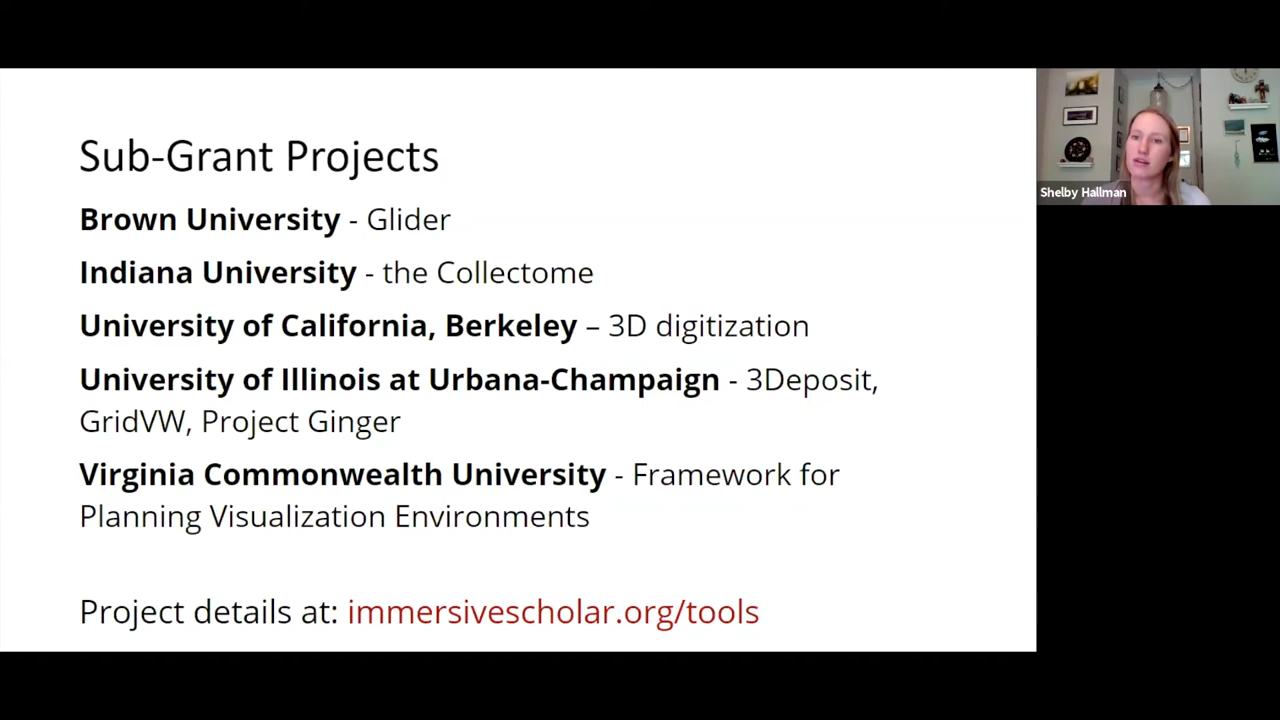 Sub-Grant Projects
Brown University - Glider
Indiana University - the Collectome
University of California, Berkeley – 3D digitization
University of Illinois at Urbana-Champaign - 3Deposit,
GridVW, Project Ginger
Virginia Commonwealth University - Framework for
Planning Visualization Environments
Project details at: immersivescholar.org/tools
Shelby Hallman